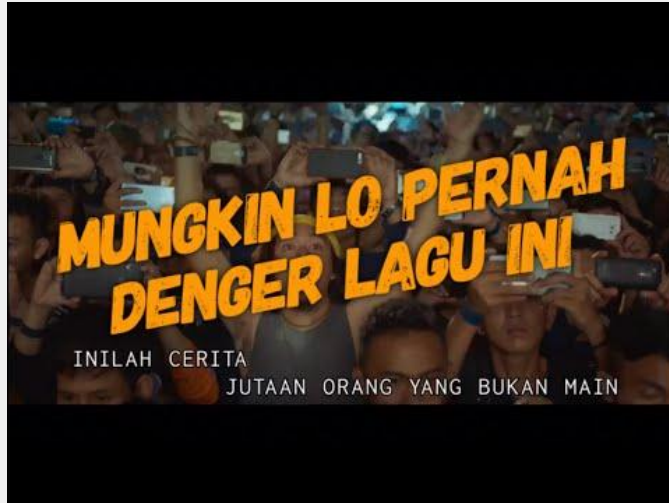 MUNGKIN LO PERNAH
DENGER LAGU INI
INILAH CERITA
JUTAAN ORANG YANG BUKAN MAIN